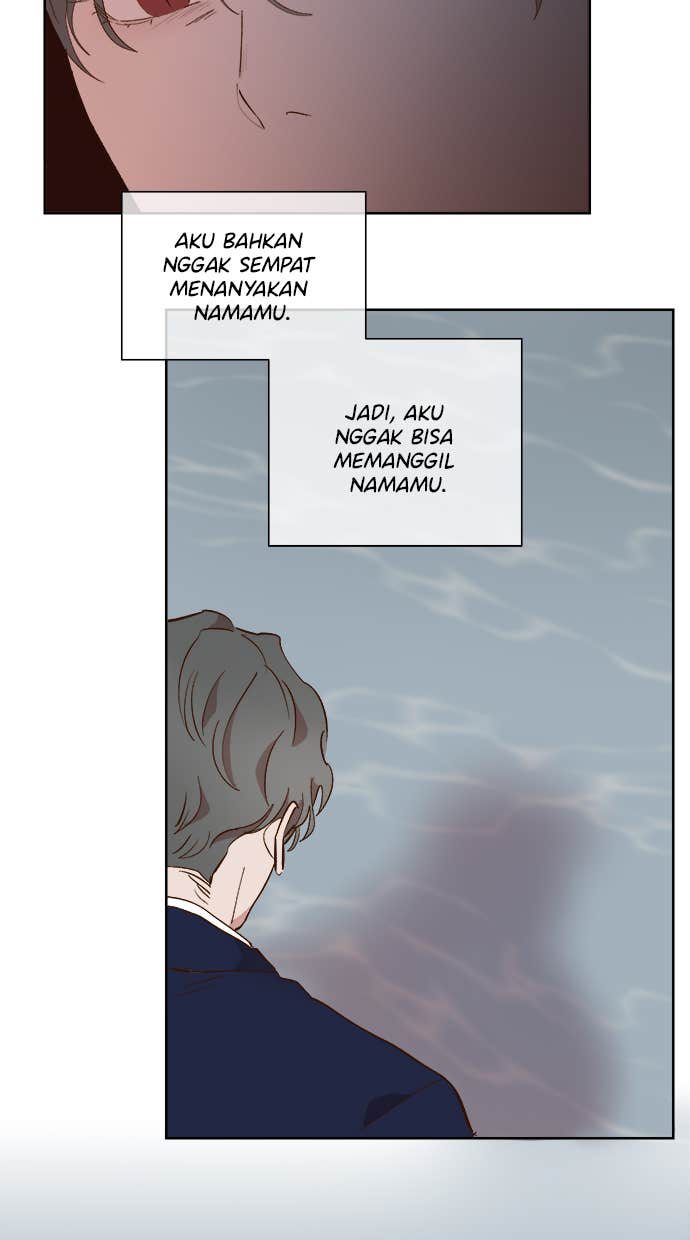 AKU BAHKAN
NGGAK SEMPAT
MENANYAKAN
NAMAMU.
JADI, AKU
NGGAK BISA
MEMANGGIL
NAMAMU.